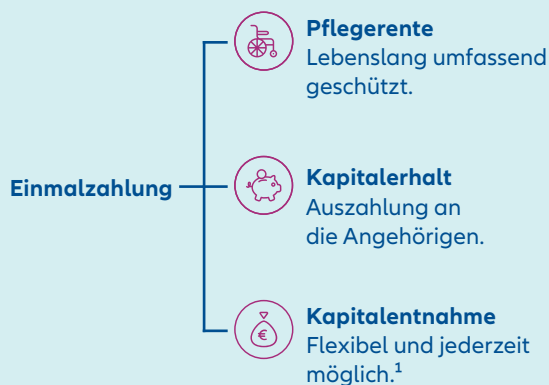 Pflegerente
Lebenslang umfassend
geschützt.
Einmalzahlung
Kapitalerhalt
Auszahlung an
die Angehörigen.
€
Kapitalentnahme
Flexibel und jederzeit
möglich.¹